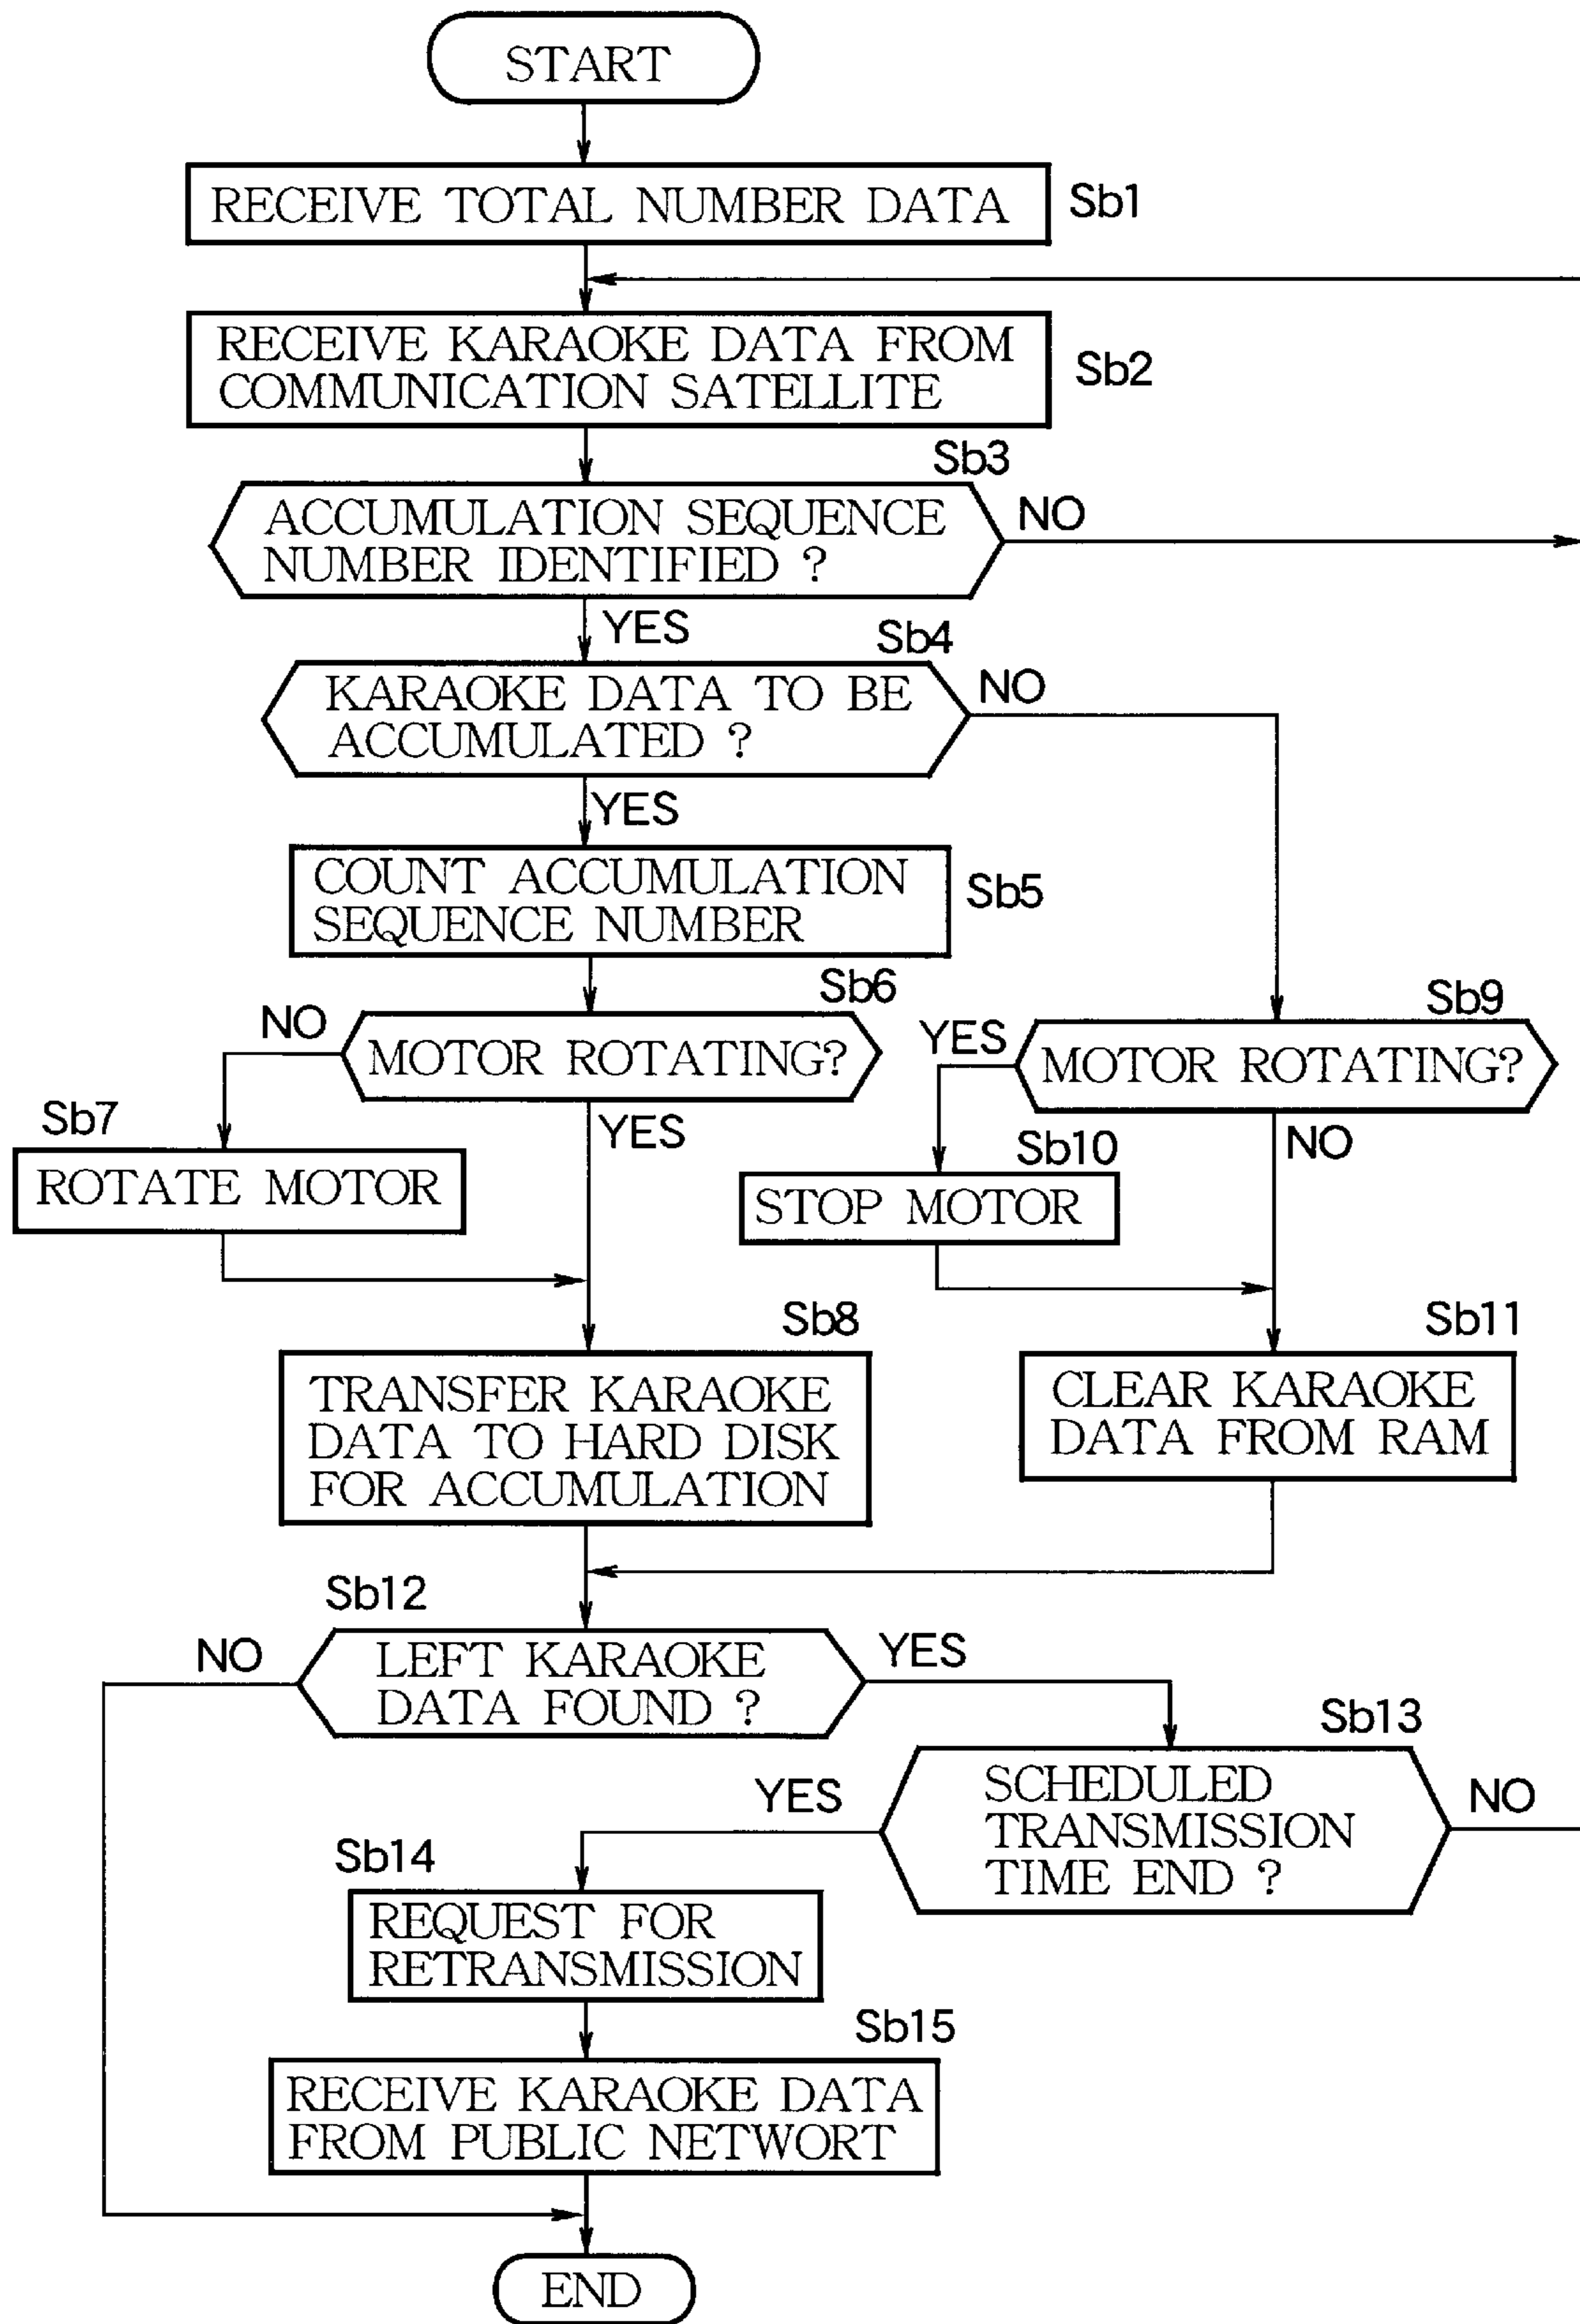 START
RECEIVE TOTAL NUMBER DATA
Sb1
RECEIVE KARAOKE DATA FROM
COMMUNICATION SATELLITE
Sb2
Sb3
ACCUMULATION SEQUENCE
NUMBER IDENTIFIED ?
NO
YES
Sb4
KARAOKE DATA TO BE
ACCUMULATED ?
NO
YES
COUNT ACCUMULATION
SEQUENCE NUMBER
Sb5
Sb6
NO
MOTOR ROTATING?
YES
Sb9
YES
MOTOR ROTATING?
NO
Sb7
ROTATE MOTOR
Sb10
STOP MOTOR
Sb8
TRANSFER KARAOKE
DATA TO HARD DISK
FOR ACCUMULATION
Sb11
CLEAR KARAOKE
DATA FROM RAM
Sb12
NO
LEFT KARAOKE
DATA FOUND ?
YES
Sb13
YES
SCHEDULED
TRANSMISSION
TIME END ?
NO
Sb14
REQUEST FOR
RETRANSMISSION
Sb15
RECEIVE KARAOKE DATA
FROM PUBLIC NETWORT
END